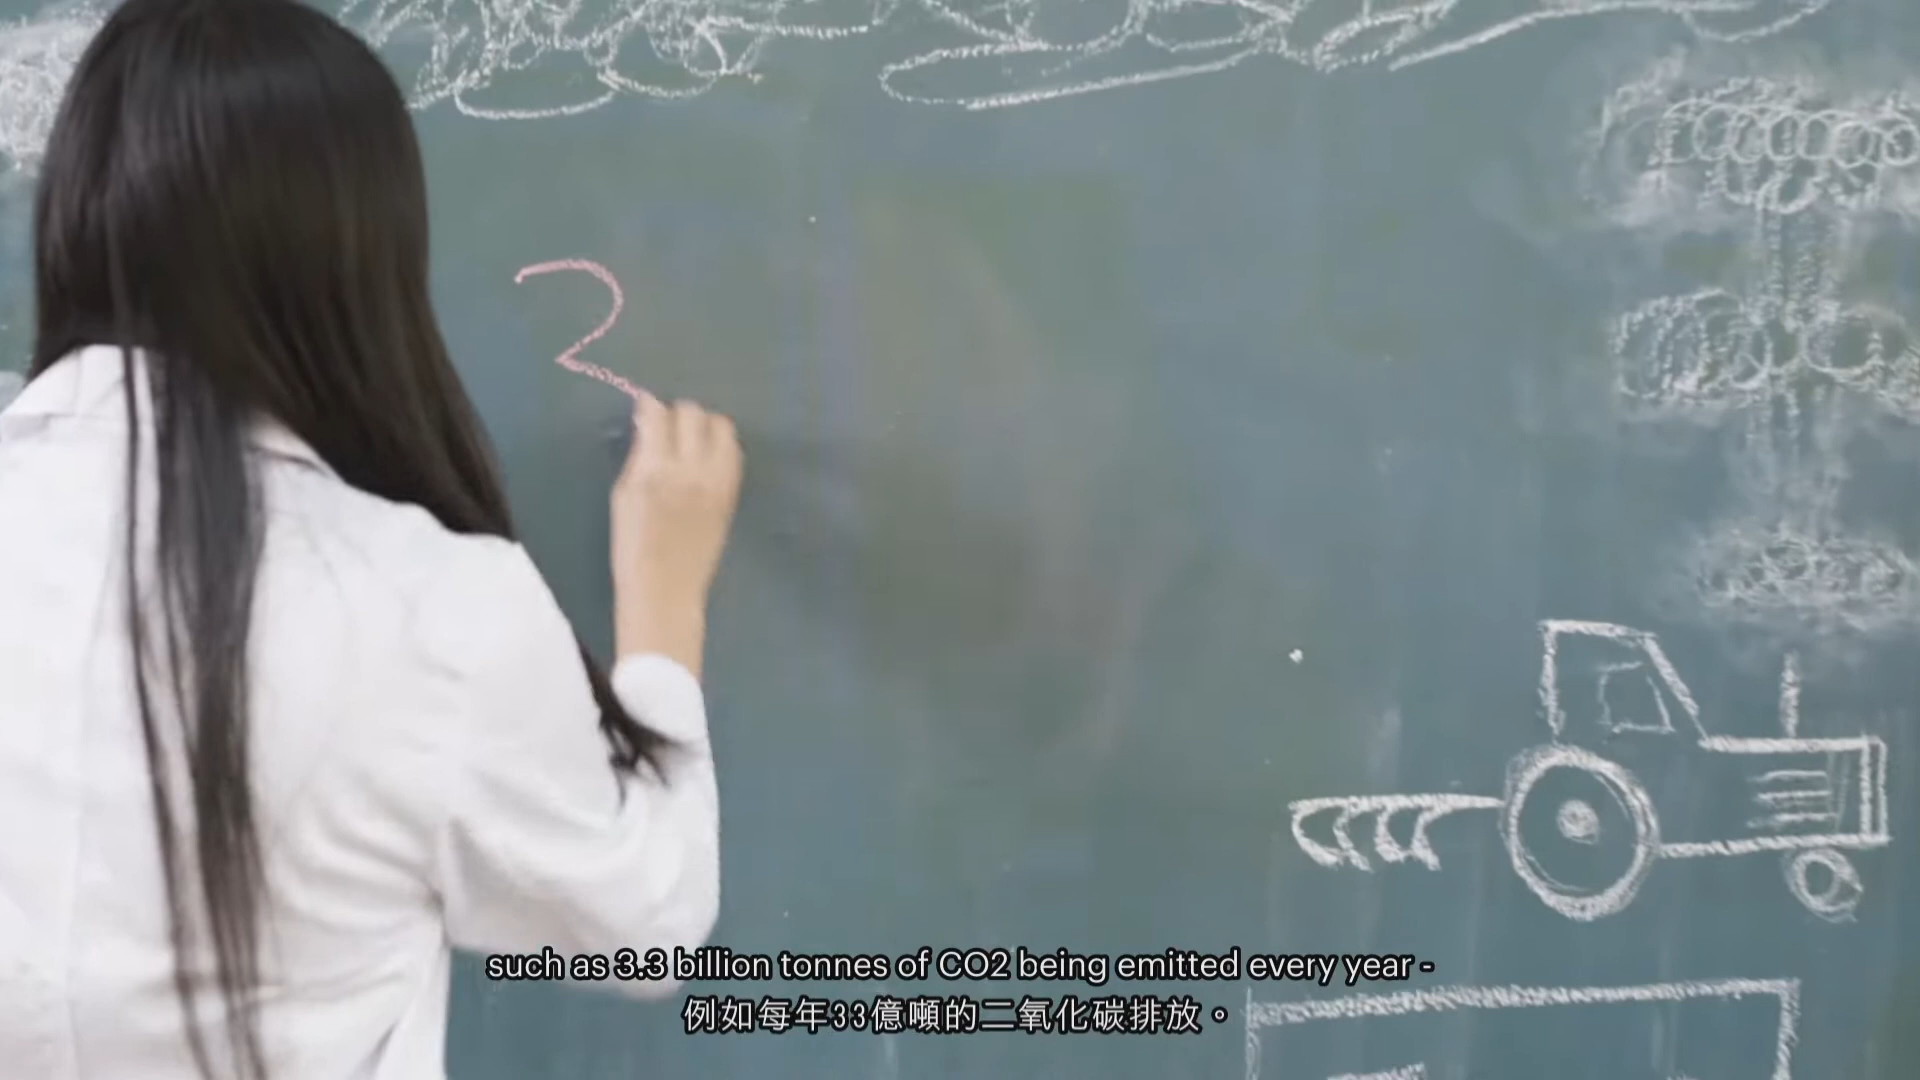 such as 3.3 billion tonnes of CO2 being emitted every year -
例如每年33億噸的二氧化碳排放。